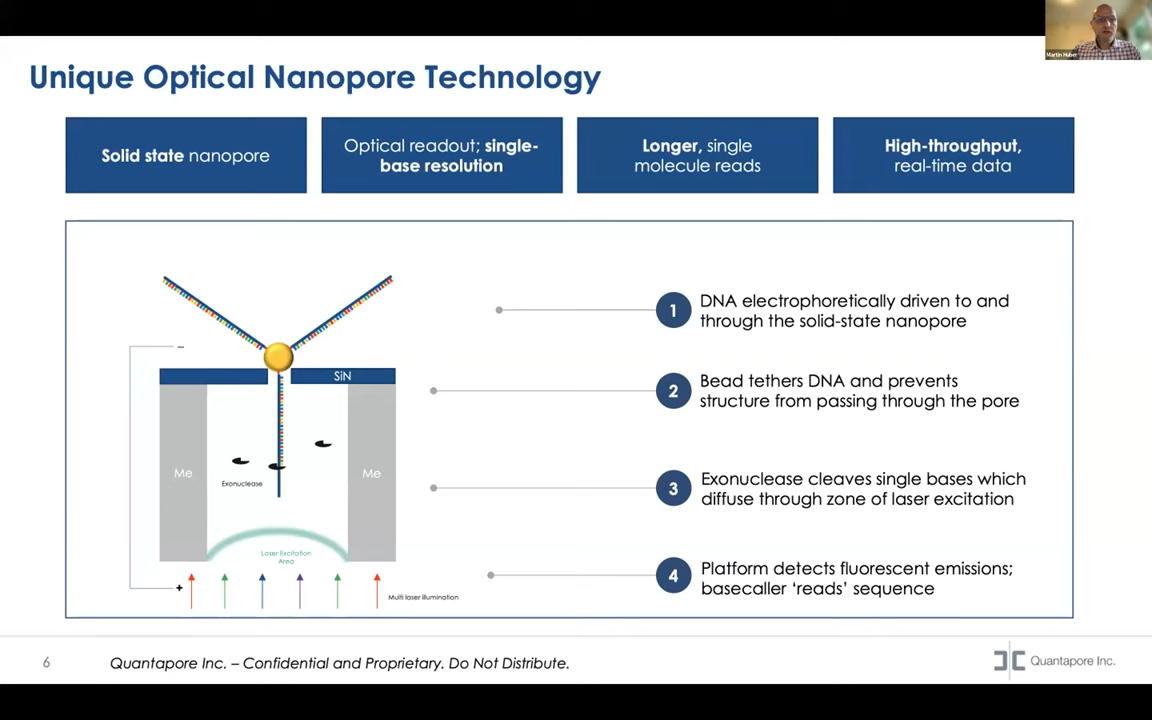 Martin Huber
Unique Optical Nanopore Technology
Solid state nanopore
Optical readout; single-
base resolution
Longer, single
molecule reads
High-throughput,
real-time data
1
DNA electrophoretically driven to and
through the solid-state nanopore
–
SiN
2
Bead tethers DNA and prevents
structure from passing through the pore
Me
Me
Exonuclease
3
Exonuclease cleaves single bases which
diffuse through zone of laser excitation
Laser Excitation
Area
+
Multi laser illumination
4
Platform detects fluorescent emissions;
basecaller ‘reads’ sequence
6
Quantapore Inc. – Confidential and Proprietary. Do Not Distribute.
Quantapore Inc.